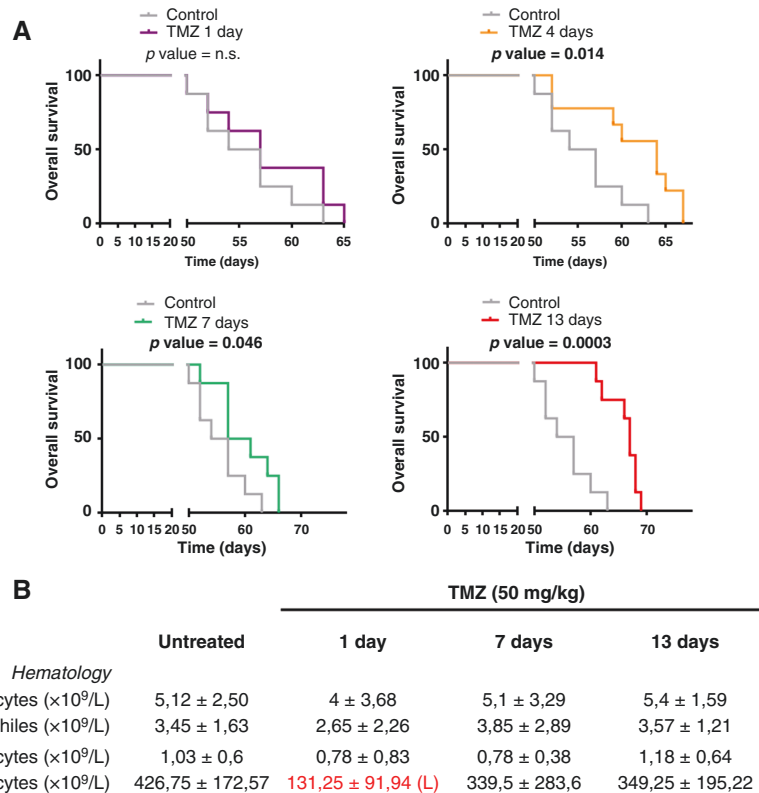 A
Control
TMZ 1 day
p value = n.s.
Overall survival
100
50
0
0 5 10 15 20 50 55 60 65
Time (days)
Control
TMZ 4 days
p value = 0.014
Overall survival
100
50
0
0 5 10 15 20 50 55 60 65
Time (days)
Control
TMZ 7 days
p value = 0.046
Overall survival
100
50
0
0 5 10 15 20 50 60 70
Time (days)
Control
TMZ 13 days
p value = 0.0003
Overall survival
100
50
0
0 5 10 15 20 50 60 70
Time (days)
B
TMZ (50 mg/kg)
Untreated 1 day 7 days 13 days
Hematology
cytes (×10⁹/L) 5,12 ± 2,50 4 ± 3,68 5,1 ± 3,29 5,4 ± 1,59
hiles (×10⁹/L) 3,45 ± 1,63 2,65 ± 2,26 3,85 ± 2,89 3,57 ± 1,21
cytes (×10⁹/L) 1,03 ± 0,6 0,78 ± 0,83 0,78 ± 0,38 1,18 ± 0,64
cytes (×10⁹/L) 426,75 ± 172,57 131,25 ± 91,94 (L) 339,5 ± 283,6 349,25 ± 195,22